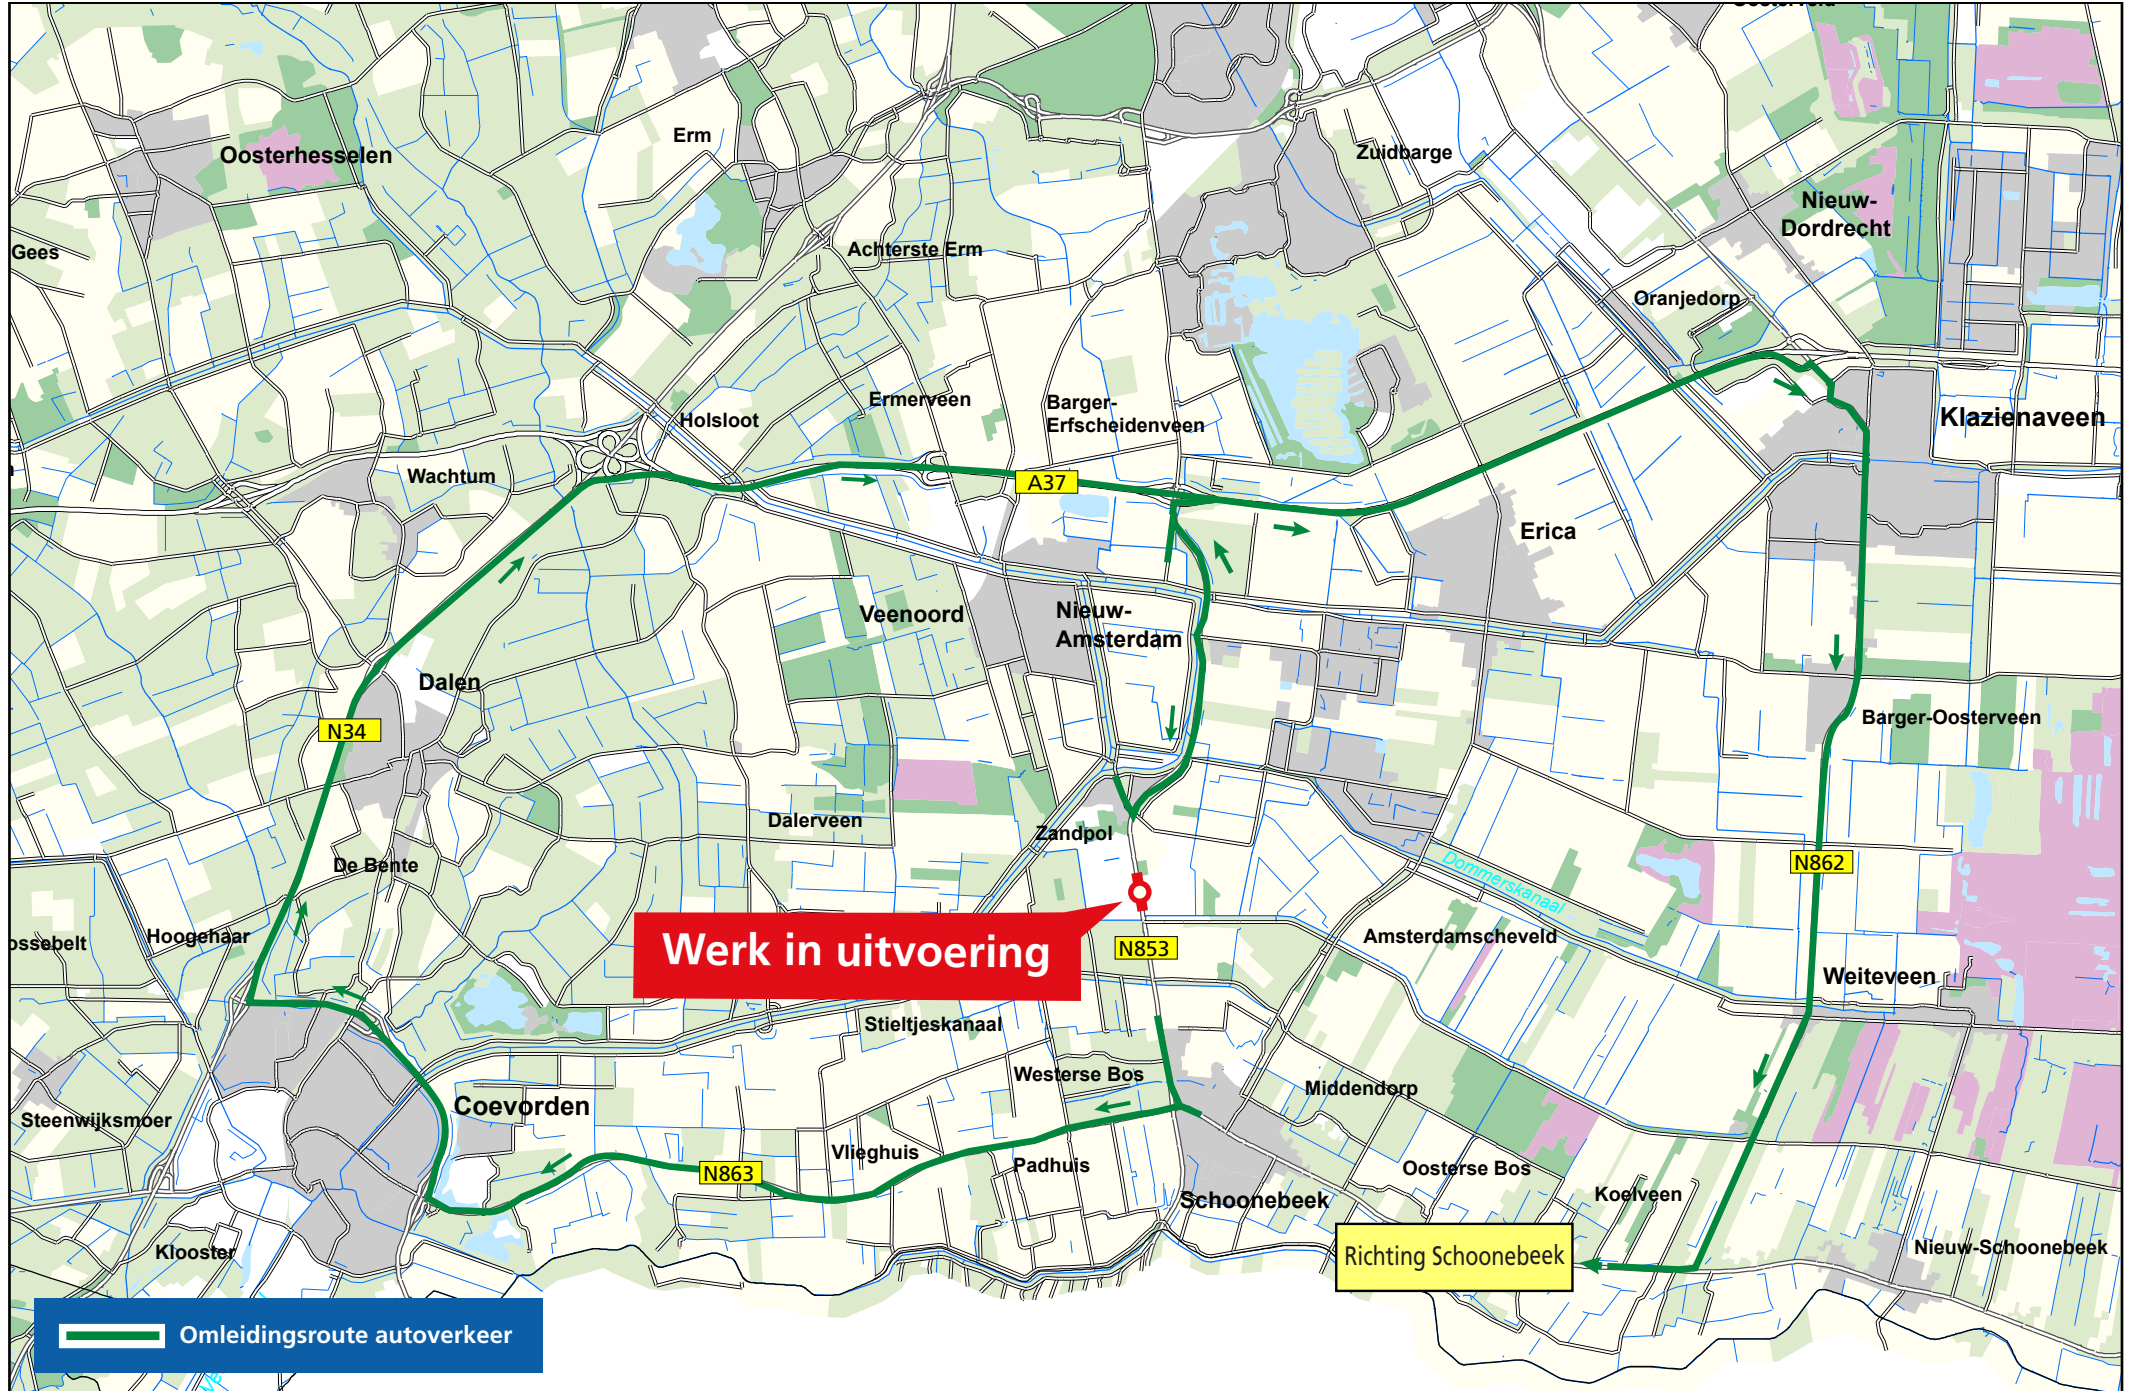 Oosterhesselen
Erm
Zuidbarge
Nieuw-
Dordrecht
Gees
Achterste Erm
Oranjedorp
Ermerveen
Barger-
Erfscheidenveen
Holsloot
Klazienaveen
Wachtum
A37
Erica
Veenoord
Nieuw-
Amsterdam
Dalen
N34
Barger-Oosterveen
Dalerveen
Zandpol
De Bente
N862
Dommerskanaal
Hoogehaar
ossebelt
Werk in uitvoering
N853
Amsterdamscheveld
Weiteveen
Stieltjeskanaal
Westerse Bos
Middendorp
Coevorden
Steenwijksmoer
Vlieghuis
Padhuis
N863
Oosterse Bos
Koelveen
Schoonebeek
Klooster
Richting Schoonebeek
Nieuw-Schoonebeek
Omleidingsroute autoverkeer